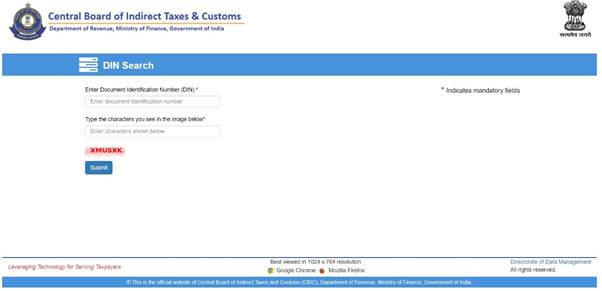 Central Board of Indirect Taxes & Customs
Department of Revenue, Ministry of Finance, Government of India
सत्यमेव जयते
DIN Search
Enter Document Identification Number (DIN) *
* Indicates mandatory fields
Enter document identification number
Type the characters you see in the image below*
Enter characters shown below
XMUSXK
Submit
Leveraging Technology for Serving Taxpayers
Best viewed in 1024 x 764 resolution
Google Chrome Mozilla Firefox
Directorate of Data Management
All rights reserved.
© This is the official website of Central Board of Indirect Taxes and Customs (CBIC), Department of Revenue, Ministry of Finance, Government of India.